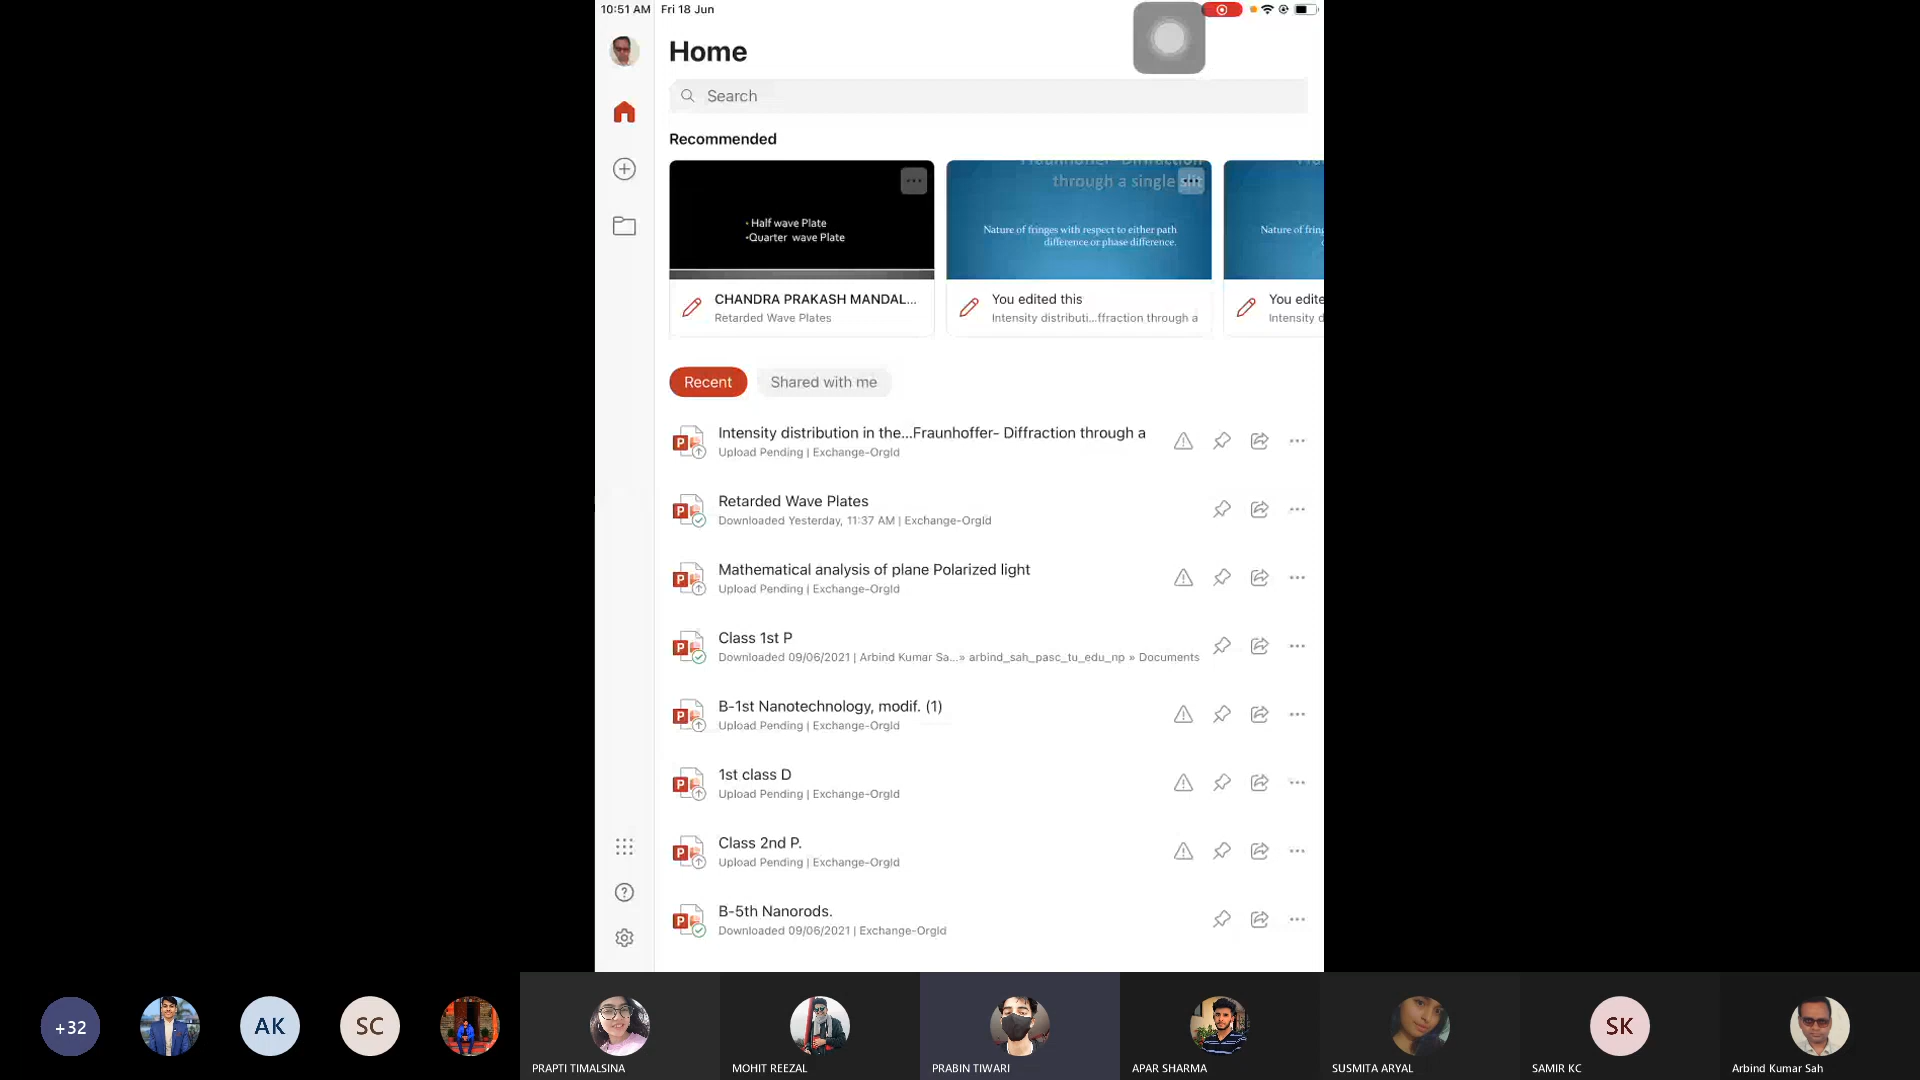 10:51 AM Fri 18 Jun
Home
Search
Recommended
• Half wave Plate
•Quarter wave Plate
through a single slit
Nature of fringes with respect to either path
difference or phase difference.
Nature of fring
CHANDRA PRAKASH MANDAL...
Retarded Wave Plates
You edited this
Intensity distributi...ffraction through a
You edite
Intensity d
Recent
Shared with me
Intensity distribution in the...Fraunhoffer- Diffraction through a
Upload Pending | Exchange-OrgId
Retarded Wave Plates
Downloaded Yesterday, 11:37 AM | Exchange-OrgId
Mathematical analysis of plane Polarized light
Upload Pending | Exchange-OrgId
Class 1st P
Downloaded 09/06/2021 | Arbind Kumar Sa...» arbind_sah_pasc_tu_edu_np » Documents
B-1st Nanotechnology, modif. (1)
Upload Pending | Exchange-OrgId
1st class D
Upload Pending | Exchange-OrgId
Class 2nd P.
Upload Pending | Exchange-OrgId
B-5th Nanorods.
Downloaded 09/06/2021 | Exchange-OrgId
+32
AK
SC
SK
PRAPTI TIMALSINA
MOHIT REEZAL
PRABIN TIWARI
APAR SHARMA
SUSMITA ARYAL
SAMIR KC
Arbind Kumar Sah